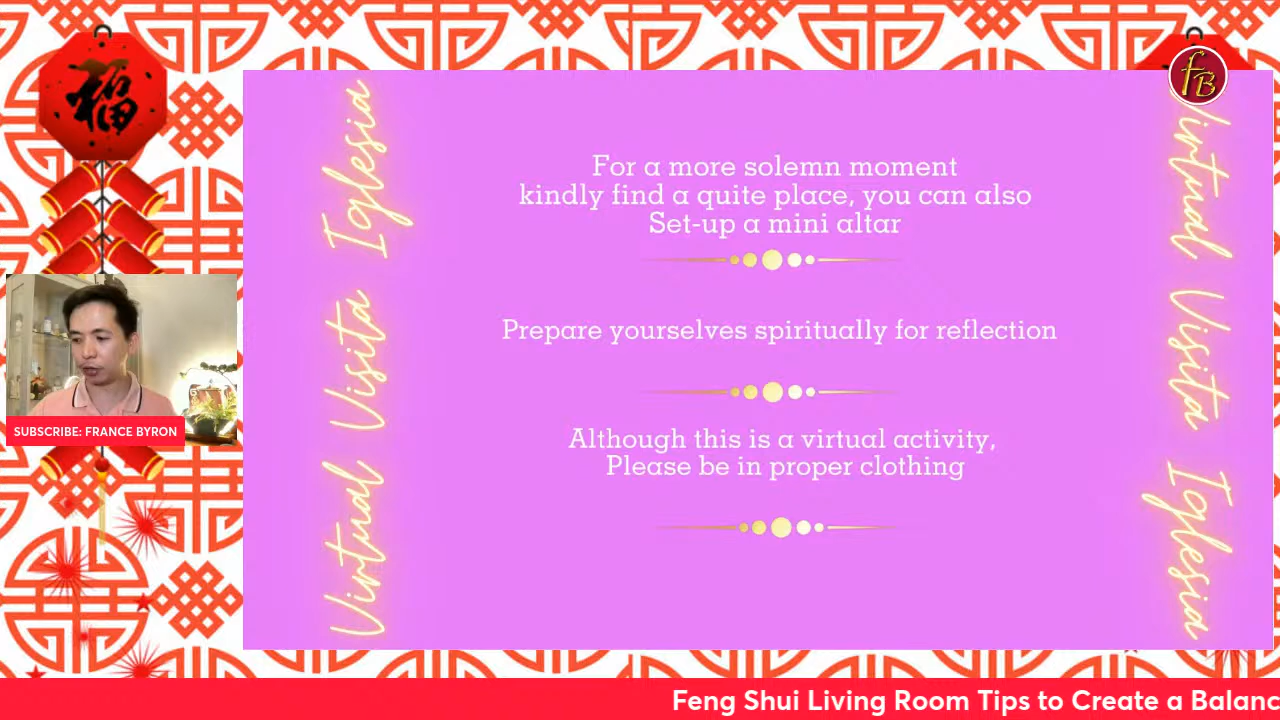 福
fB
For a more solemn moment
kindly find a quite place, you can also
Set-up a mini altar
Prepare yourselves spiritually for reflection
Although this is a virtual activity,
Please be in proper clothing
Virtual Visita Iglesia
Virtual Visita Iglesia
SUBSCRIBE: FRANCE BYRON
Feng Shui Living Room Tips to Create a Balanc